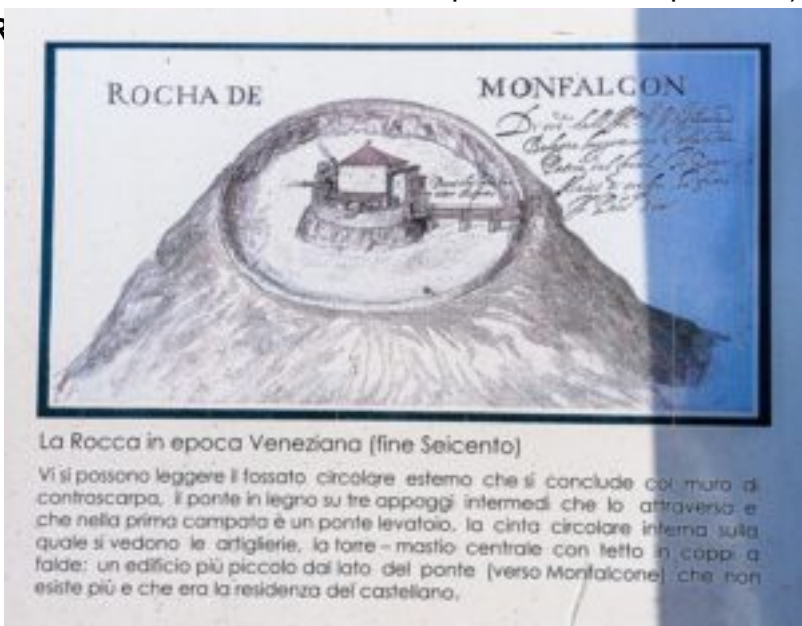 ROCHA DE MONFALCON
La Rocca in epoca Veneziana (fine Seicento)
Vi si possono leggere il fossato circolare esterno che si conclude col muro di
controscarpa, il ponte in legno su tre appoggi intermedi che lo attraversa e
che nella prima campata è un ponte levatoio, la cinta circolare interna sulla
quale si vedono le artiglierie, la torre – mastio centrale con tetto in coppi a
falde; un edificio più piccolo dal lato del ponte (verso Monfalcone) che non
esiste più e che era la residenza del castellano.